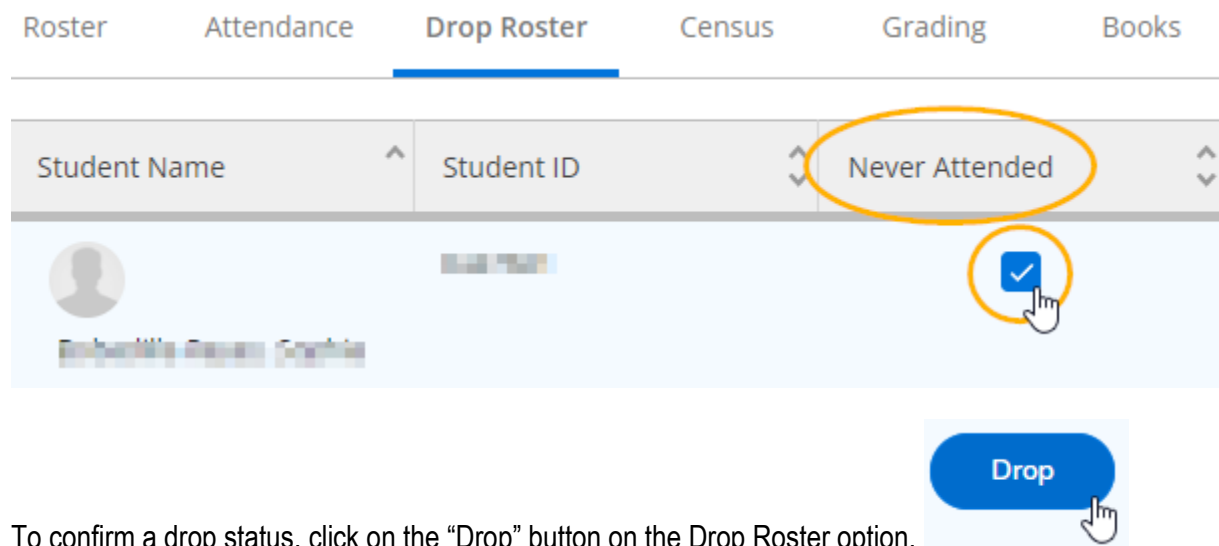 Roster Attendance Drop Roster Census Grading Books
Student Name Student ID Never Attended
Drop
To confirm a drop status, click on the “Drop” button on the Drop Roster option.